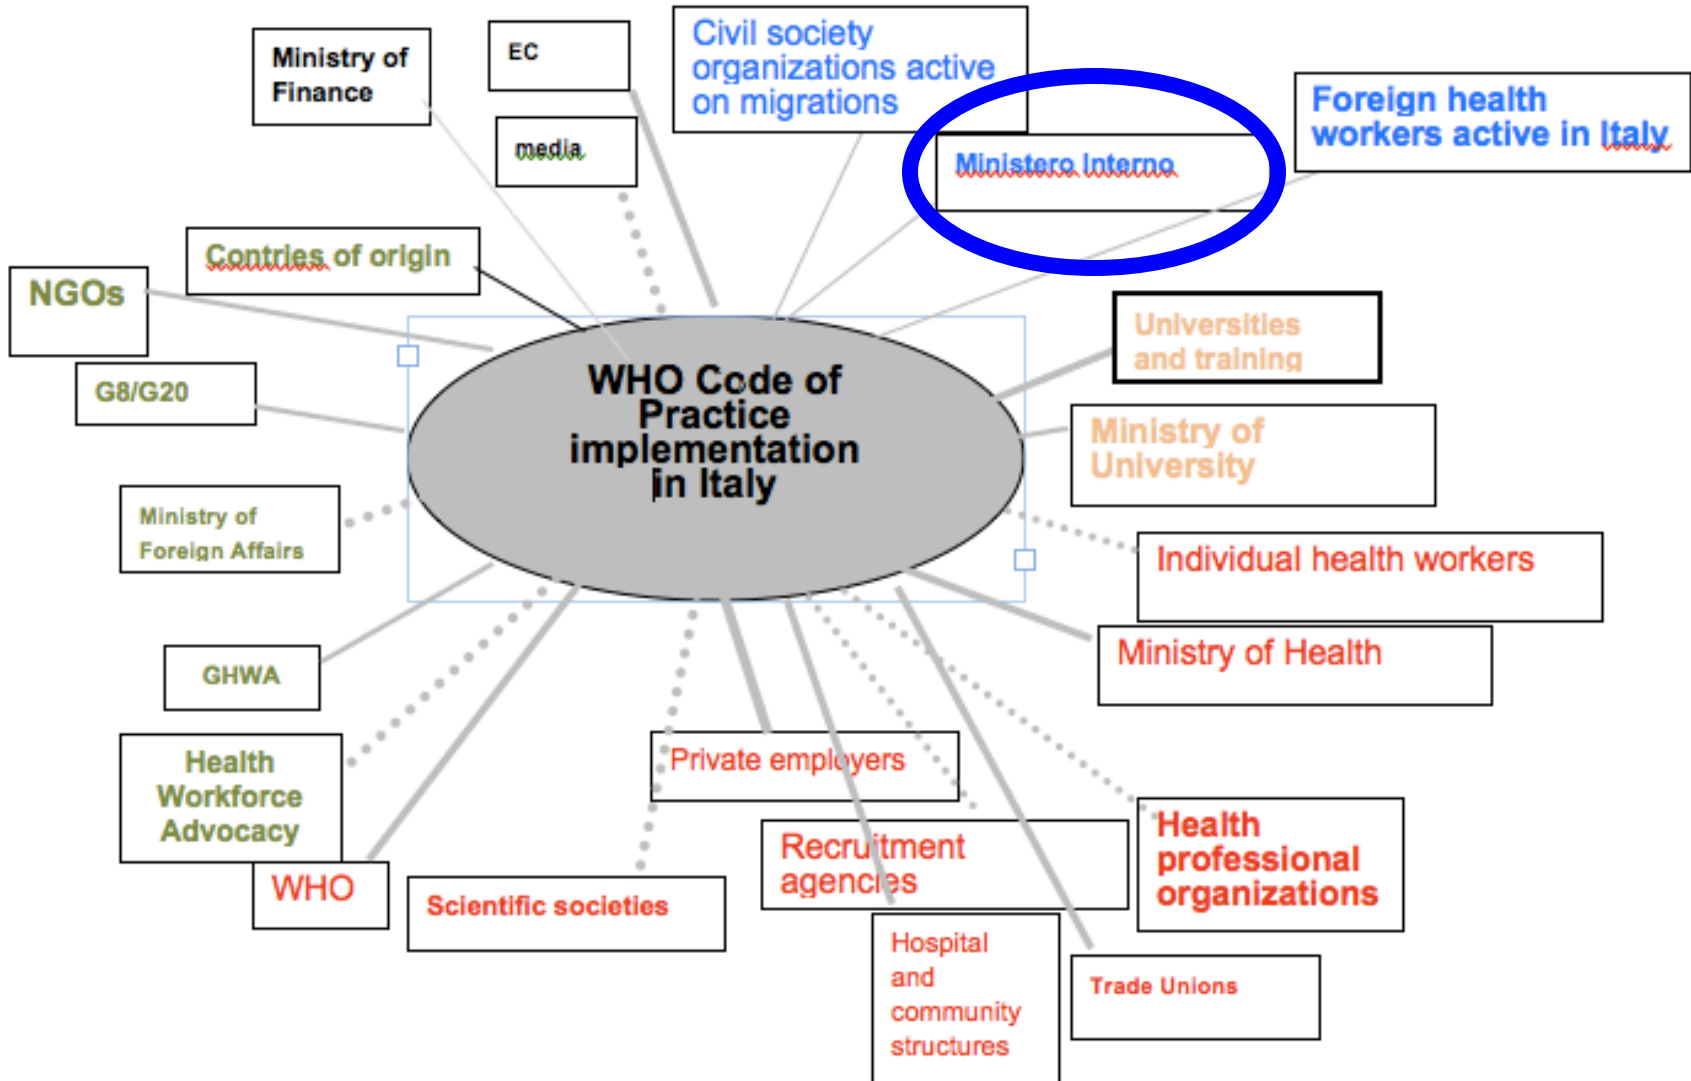 Ministry of
Finance
EC
media
Civil society
organizations active
on migrations
Ministero Interno
Foreign health
workers active in Italy
Contries of origin
NGOs
G8/G20
Ministry of
Foreign Affairs
GHWA
Health
Workforce
Advocacy
WHO
WHO Code of
Practice
implementation
in Italy
Universities
and training
Ministry of
University
Individual health workers
Ministry of Health
Private employers
Scientific societies
Recruitment
agencies
Health
professional
organizations
Hospital
and
community
structures
Trade Unions